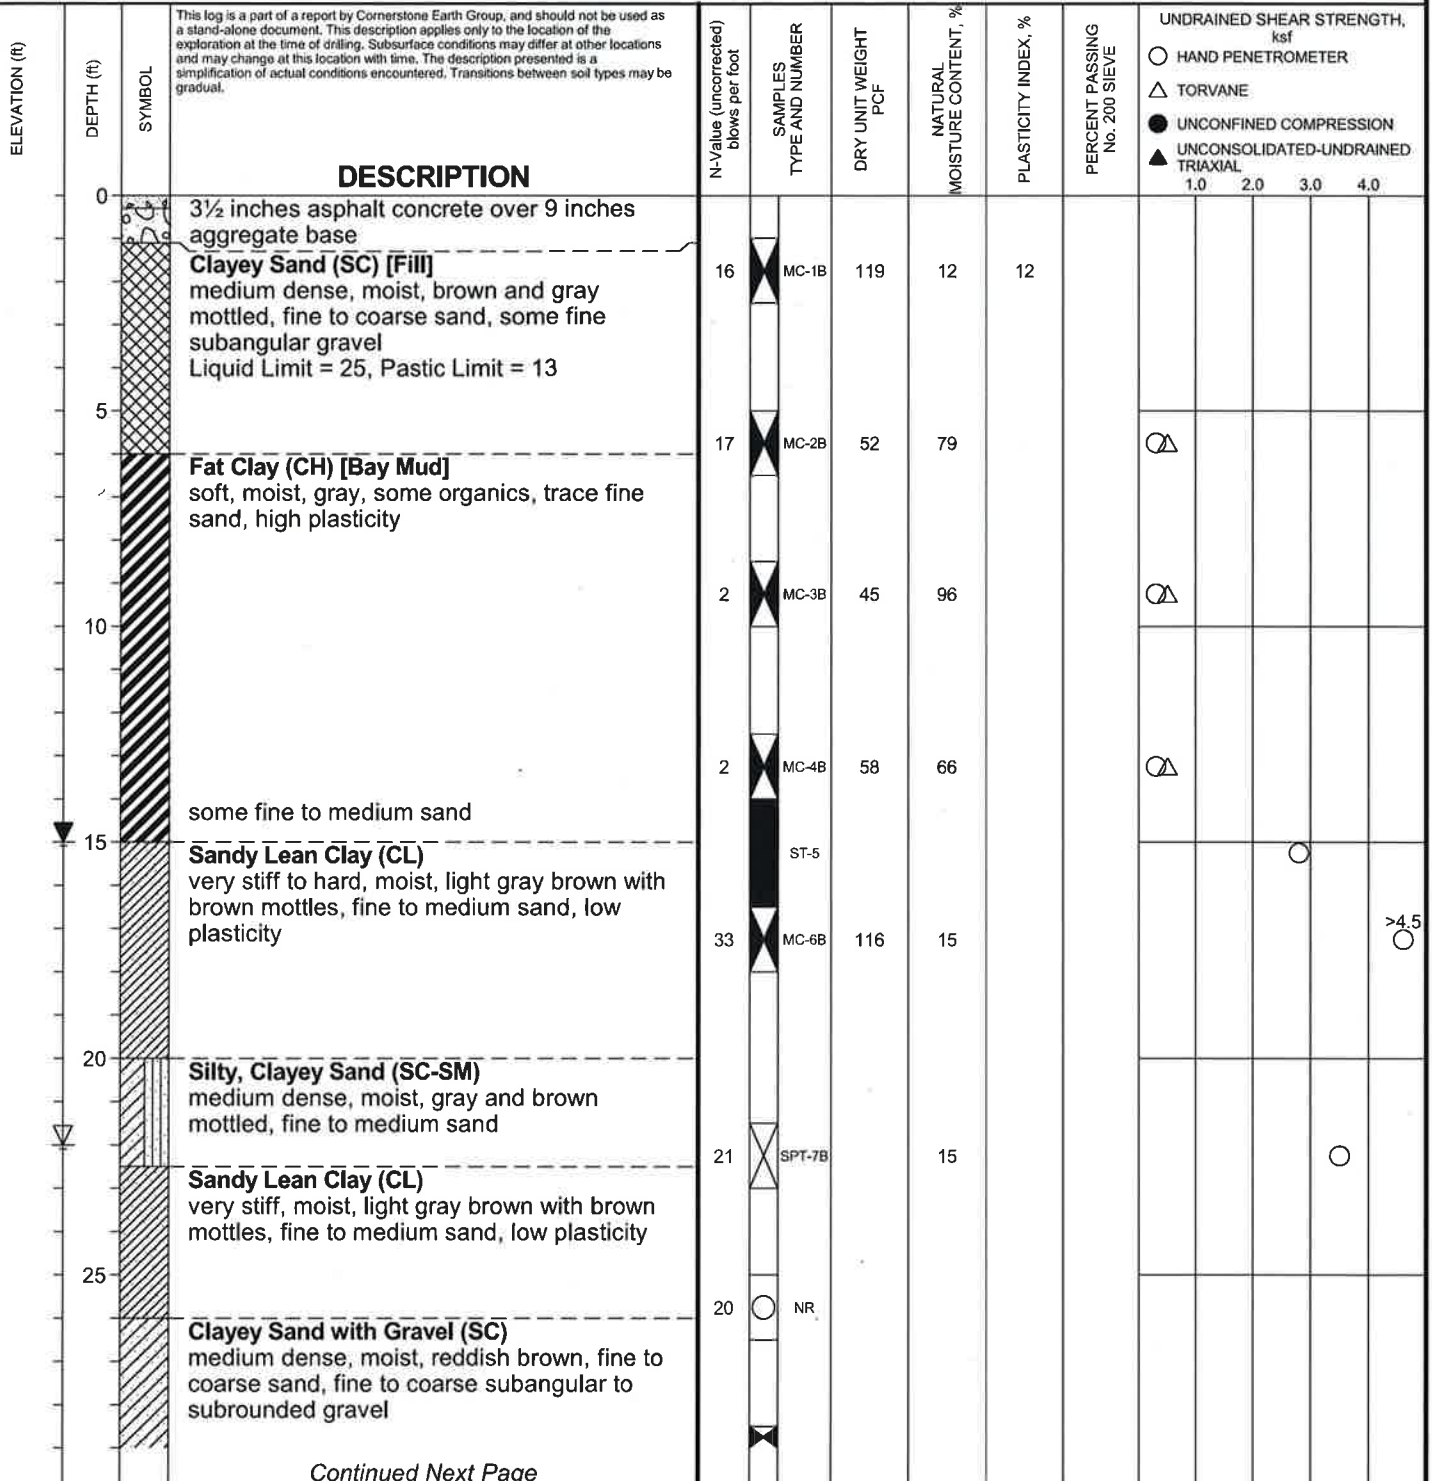 ELEVATION (ft)
DEPTH (ft)
SYMBOL
This log is a part of a report by Cornerstone Earth Group, and should not be used as
a stand-alone document. This description applies only to the location of the
exploration at the time of drilling. Subsurface conditions may differ at other locations
and may change at this location with time. The description presented is a
simplification of actual conditions encountered. Transitions between soil types may be
gradual.
DESCRIPTION
N-Value (uncorrected)
blows per foot
SAMPLES
TYPE AND NUMBER
DRY UNIT WEIGHT
PCF
NATURAL
MOISTURE CONTENT, %
PLASTICITY INDEX, %
PERCENT PASSING
No. 200 SIEVE
UNDRAINED SHEAR STRENGTH,
ksf
HAND PENETROMETER
TORVANE
UNCONFINED COMPRESSION
UNCONSOLIDATED-UNDRAINED
TRIAXIAL
1.0 2.0 3.0 4.0
0
3½ inches asphalt concrete over 9 inches
aggregate base
Clayey Sand (SC) [Fill]
medium dense, moist, brown and gray
mottled, fine to coarse sand, some fine
subangular gravel
Liquid Limit = 25, Pastic Limit = 13
16 MC-1B 119 12 12
5
17 MC-2B 52 79
Fat Clay (CH) [Bay Mud]
soft, moist, gray, some organics, trace fine
sand, high plasticity
2 MC-3B 45 96
10
2 MC-4B 58 66
some fine to medium sand
15
ST-5
Sandy Lean Clay (CL)
very stiff to hard, moist, light gray brown with
brown mottles, fine to medium sand, low
plasticity
>4.5
33 MC-6B 116 15
20
Silty, Clayey Sand (SC-SM)
medium dense, moist, gray and brown
mottled, fine to medium sand
21 SPT-7B 15
Sandy Lean Clay (CL)
very stiff, moist, light gray brown with brown
mottles, fine to medium sand, low plasticity
25
20 NR
Clayey Sand with Gravel (SC)
medium dense, moist, reddish brown, fine to
coarse sand, fine to coarse subangular to
subrounded gravel
Continued Next Page